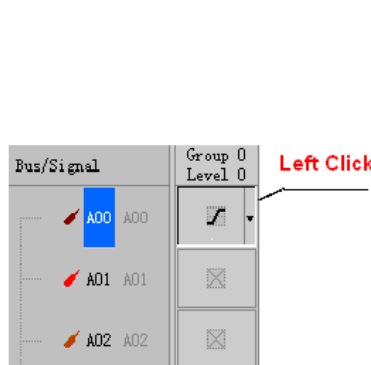 Group 0
Bus/Signal Level 0
Left Click
A00 A00
A01 A01
A02 A02